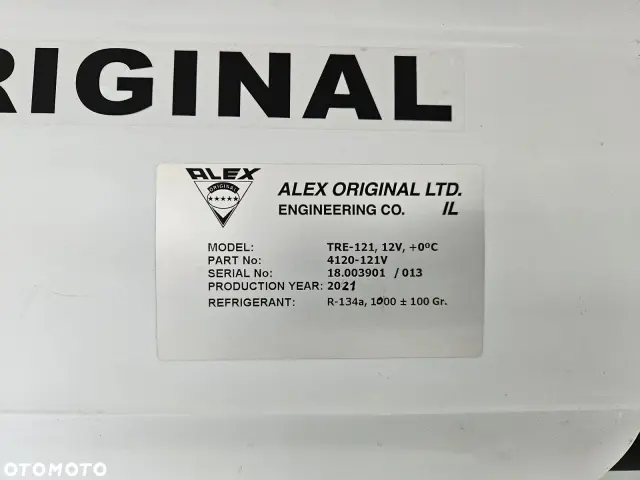 RIGINAL
ALEX
ORIGINAL
ALEX ORIGINAL LTD.
ENGINEERING CO. IL
MODEL: TRE-121, 12V, +0ºC
PART No: 4120-121V
SERIAL No: 18.003901 / 013
PRODUCTION YEAR: 2021
REFRIGERANT: R-134a, 1000 ± 100 Gr.
OTOMOTO